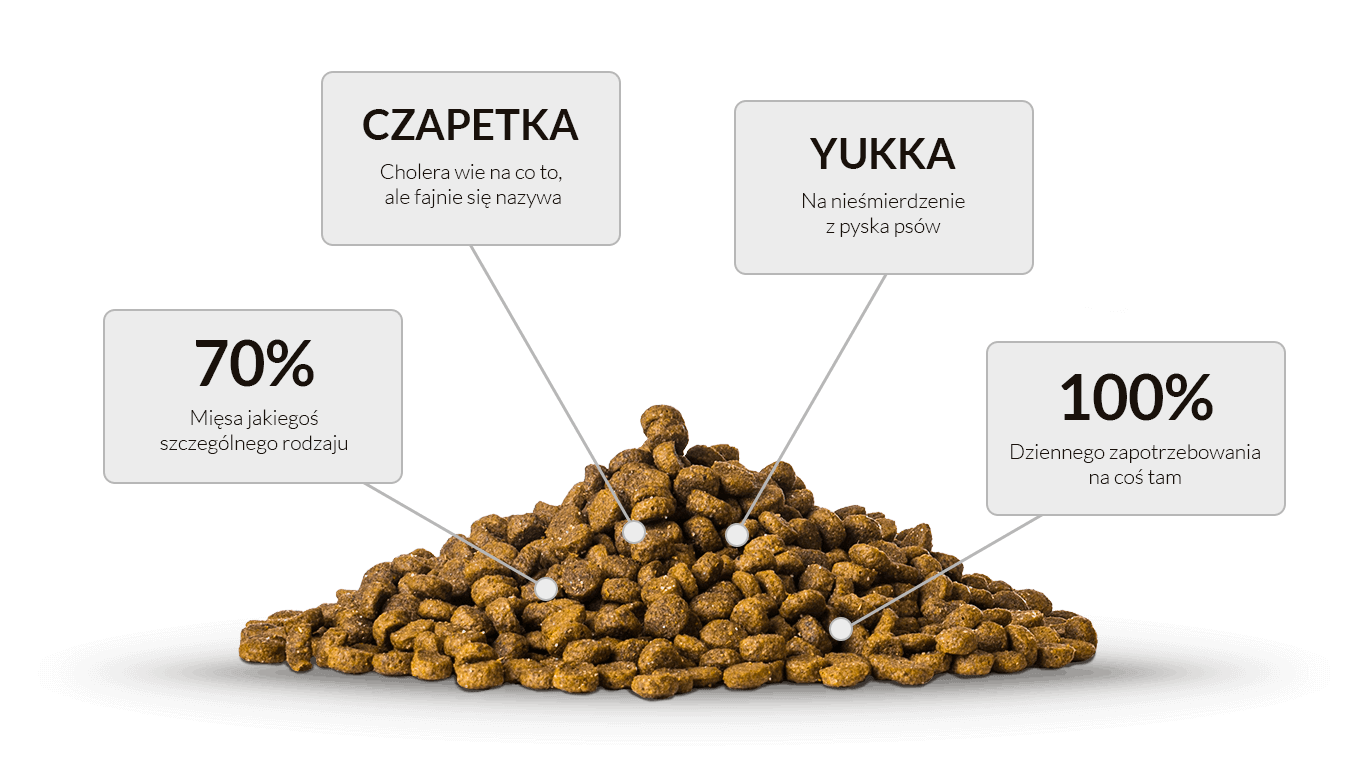 CZAPETKA
Cholera wie na co to,
ale fajnie się nazywa
YUKKA
Na nieśmierdzenie
z pyska psów
70%
Mięsa jakiegoś
szczególnego rodzaju
100%
Dziennego zapotrzebowania
na coś tam